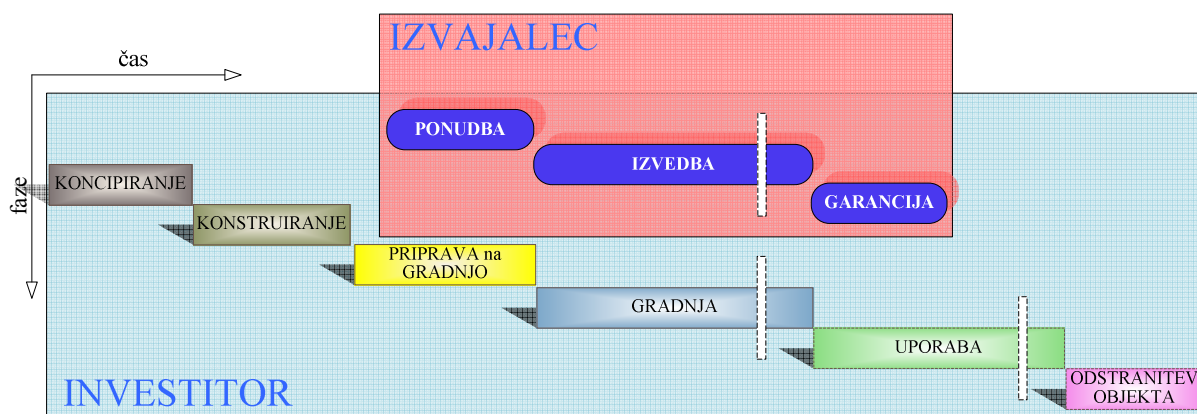 IZVAJALEC
čas
PONUDBA
IZVEDBA
KONCIPIRANJE
faze
GARANCIJA
KONSTRUIRANJE
PRIPRAVA na
GRADNJO
GRADNJA
UPORABA
INVESTITOR
ODSTRANITEV
OBJEKTA